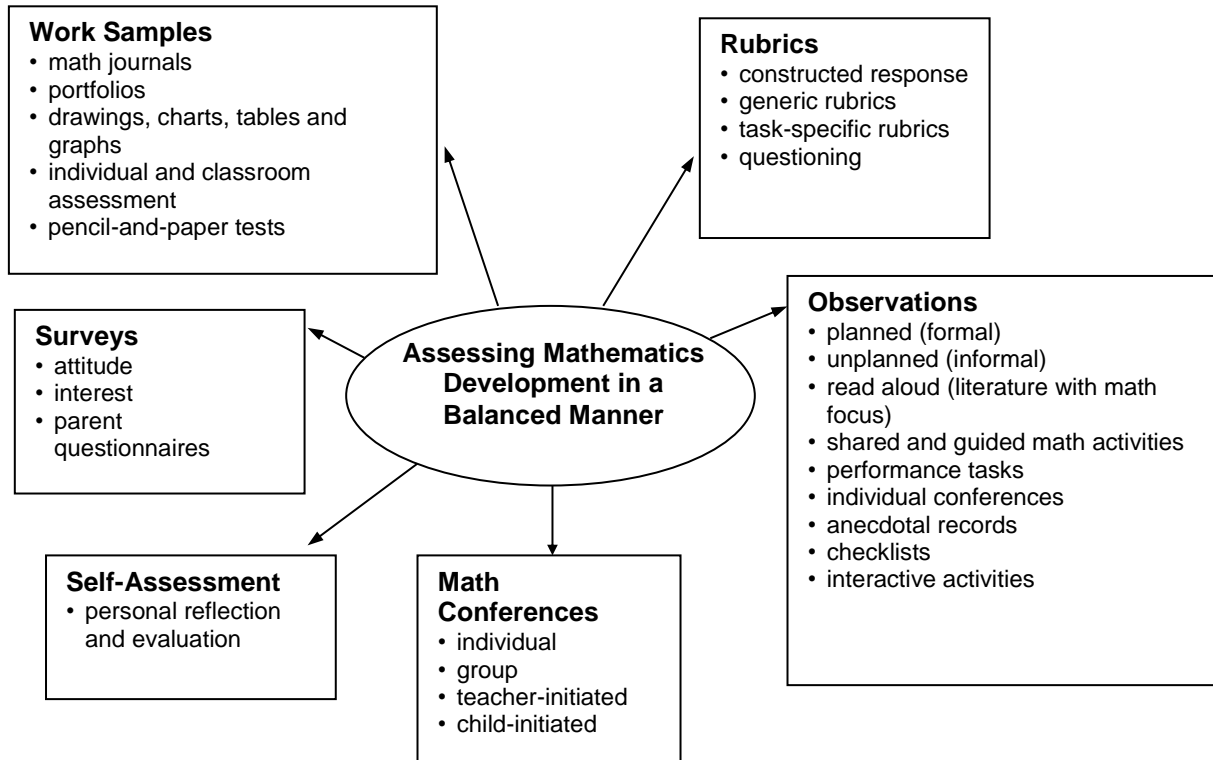 Work Samples
• math journals
• portfolios
• drawings, charts, tables and
graphs
• individual and classroom
assessment
• pencil-and-paper tests
Rubrics
• constructed response
• generic rubrics
• task-specific rubrics
• questioning
Surveys
• attitude
• interest
• parent
questionnaires
Assessing Mathematics
Development in a
Balanced Manner
Observations
• planned (formal)
• unplanned (informal)
• read aloud (literature with math
focus)
• shared and guided math activities
• performance tasks
• individual conferences
• anecdotal records
• checklists
• interactive activities
Self-Assessment
• personal reflection
and evaluation
Math
Conferences
• individual
• group
• teacher-initiated
• child-initiated